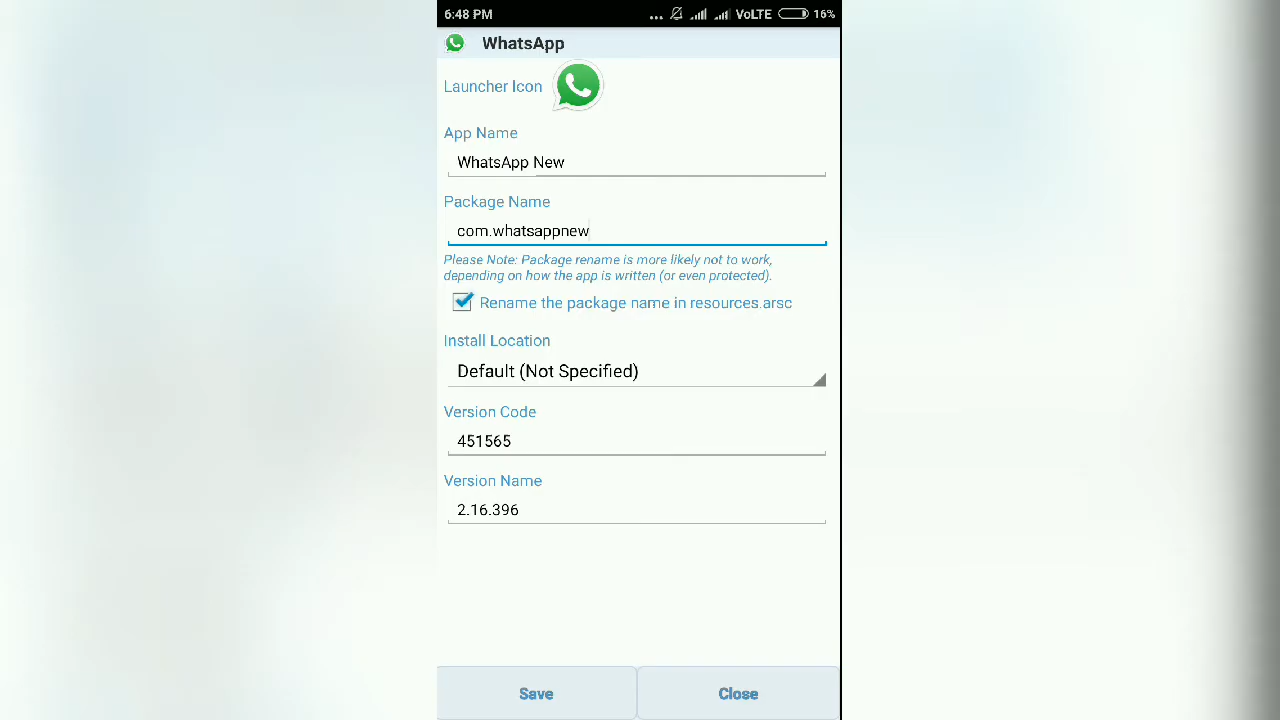 6:48 PM ... VoLTE 16%
WhatsApp
Launcher Icon
App Name
WhatsApp New
Package Name
com.whatsappnew
Please Note: Package rename is more likely not to work,
depending on how the app is written (or even protected).
Rename the package name in resources.arsc
Install Location
Default (Not Specified)
Version Code
451565
Version Name
2.16.396
Save Close